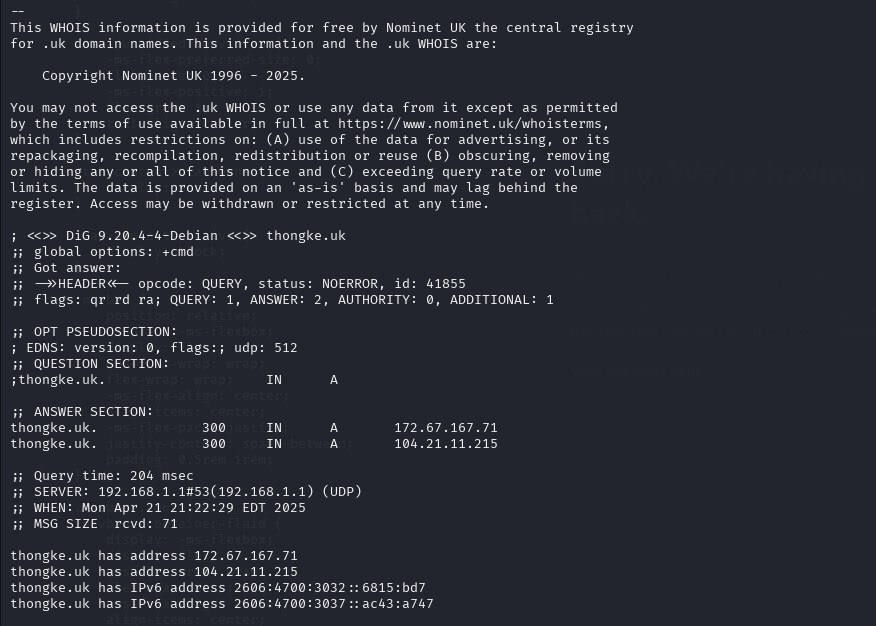 --
This WHOIS information is provided for free by Nominet UK the central registry
for .uk domain names. This information and the .uk WHOIS are:
Copyright Nominet UK 1996 - 2025.
You may not access the .uk WHOIS or use any data from it except as permitted
by the terms of use available in full at https://www.nominet.uk/whoisterms,
which includes restrictions on: (A) use of the data for advertising, or its
repackaging, recompilation, redistribution or reuse (B) obscuring, removing
or hiding any or all of this notice and (C) exceeding query rate or volume
limits. The data is provided on an 'as-is' basis and may lag behind the
register. Access may be withdrawn or restricted at any time.
; <<>> DiG 9.20.4-4-Debian <<>> thongke.uk
;; global options: +cmd
;; Got answer:
;; ->>HEADER<<- opcode: QUERY, status: NOERROR, id: 41855
;; flags: qr rd ra; QUERY: 1, ANSWER: 2, AUTHORITY: 0, ADDITIONAL: 1
;; OPT PSEUDOSECTION:
; EDNS: version: 0, flags:; udp: 512
;; QUESTION SECTION:
;thongke.uk. IN A
;; ANSWER SECTION:
thongke.uk. 300 IN A 172.67.167.71
thongke.uk. 300 IN A 104.21.11.215
;; Query time: 204 msec
;; SERVER: 192.168.1.1#53(192.168.1.1) (UDP)
;; WHEN: Mon Apr 21 21:22:29 EDT 2025
;; MSG SIZE rcvd: 71
thongke.uk has address 172.67.167.71
thongke.uk has address 104.21.11.215
thongke.uk has IPv6 address 2606:4700:3032::6815:bd7
thongke.uk has IPv6 address 2606:4700:3037::ac43:a747